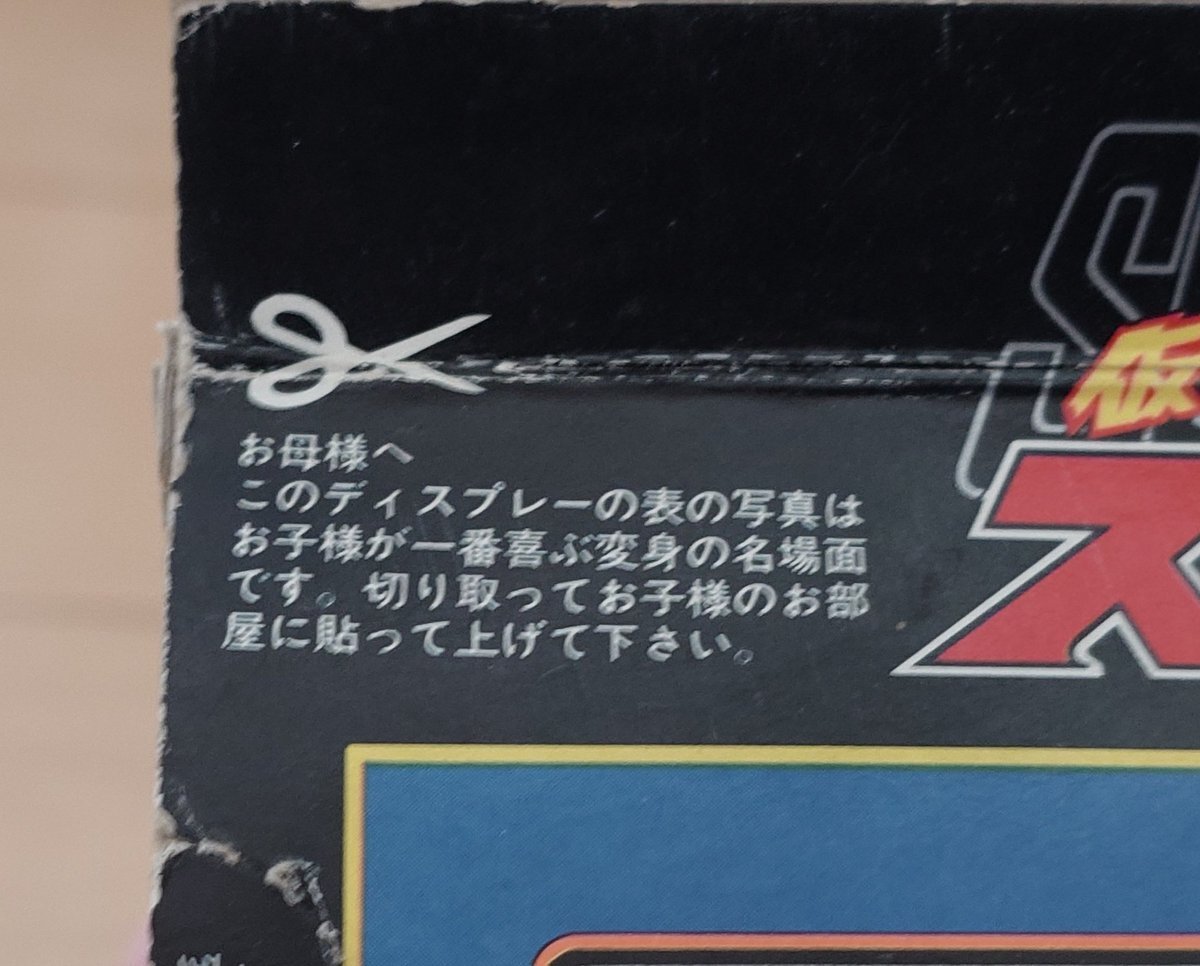 お母様へ
このディスプレーの表の写真は
お子様が一番喜ぶ変身の名場面
です。切り取ってお子様のお部
屋に貼って上げて下さい。
仮
ス